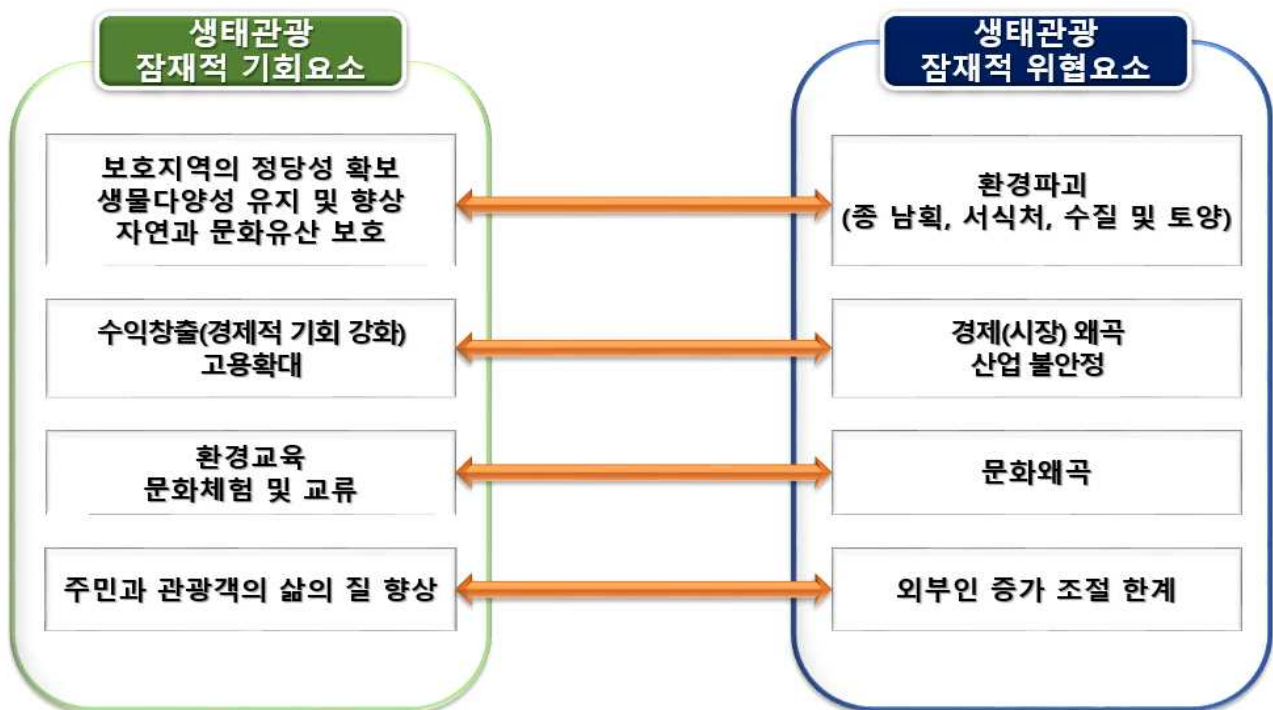 생태관광
잠재적 기회요소
보호지역의 정당성 확보
생물다양성 유지 및 향상
자연과 문화유산 보호
수익창출(경제적 기회 강화)
고용확대
환경교육
문화체험 및 교류
주민과 관광객의 삶의 질 향상
생태관광
잠재적 위협요소
환경파괴
(종 남획, 서식처, 수질 및 토양)
경제(시장) 왜곡
산업 불안정
문화왜곡
외부인 증가 조절 한계